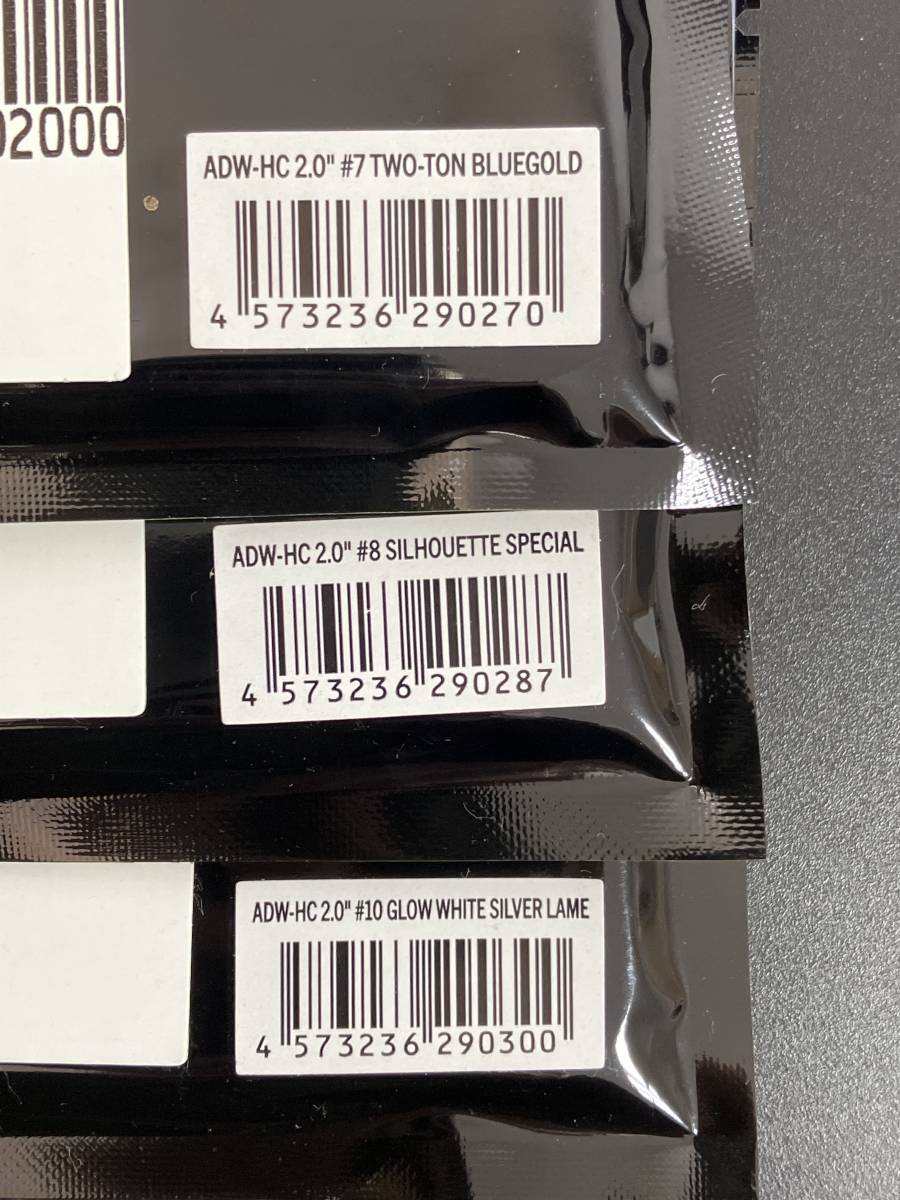 02000
ADW-HC 2.0" #7 TWO-TON BLUEGOLD
4 573236 290270
ADW-HC 2.0" #8 SILHOUETTE SPECIAL
4 573236 290287
ADW-HC 2.0" #10 GLOW WHITE SILVER LAME
4 573236 290300